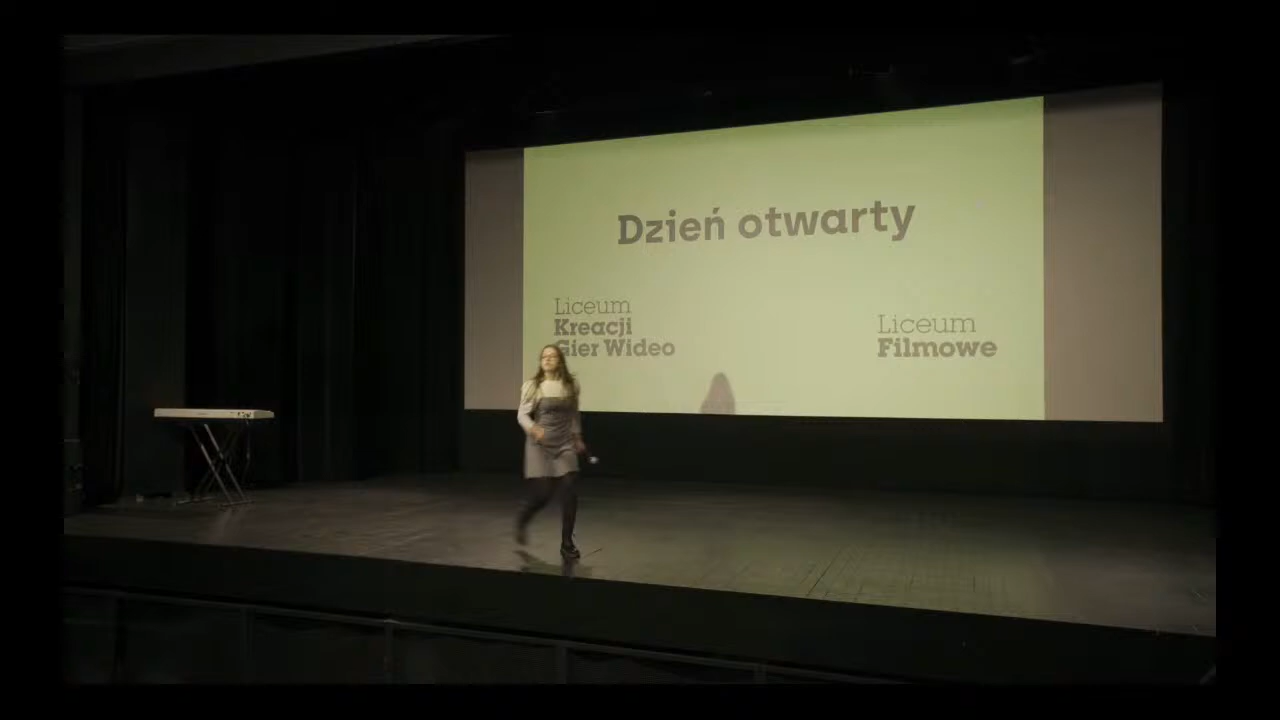 Dzień otwarty
Liceum
Kreacji
Gier Wideo
Liceum
Filmowe